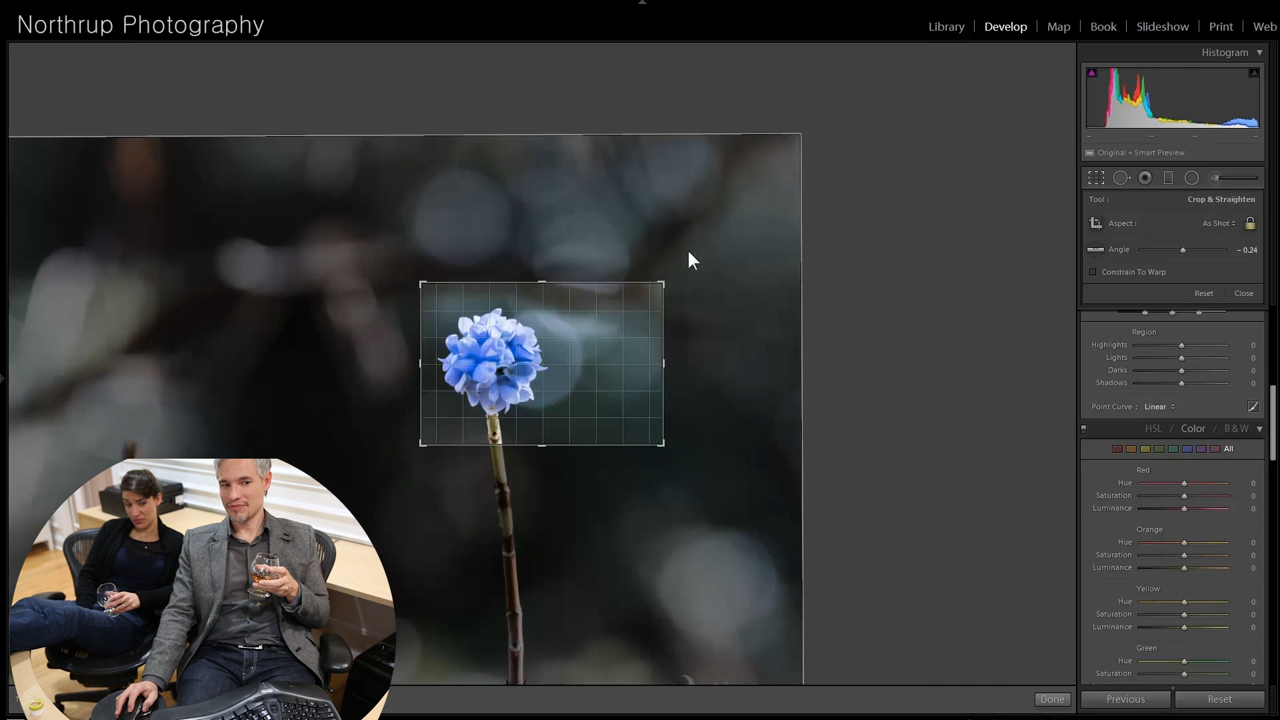 Northrup Photography
Library
Develop
Map
Book
Slideshow
Print
Web
Histogram
Original + Smart Preview
Tool : Crop & Straighten
Aspect : As Shot
Angle - 0.24
Constrain To Warp
Reset Close
Region
Highlights 0
Lights 0
Darks 0
Shadows 0
Point Curve : Linear
HSL / Color / B & W
All
Red
Hue 0
Saturation 0
Luminance 0
Orange
Hue 0
Saturation 0
Luminance 0
Yellow
Hue 0
Saturation 0
Luminance 0
Green
Hue 0
Saturation 0
Done
Previous
Reset